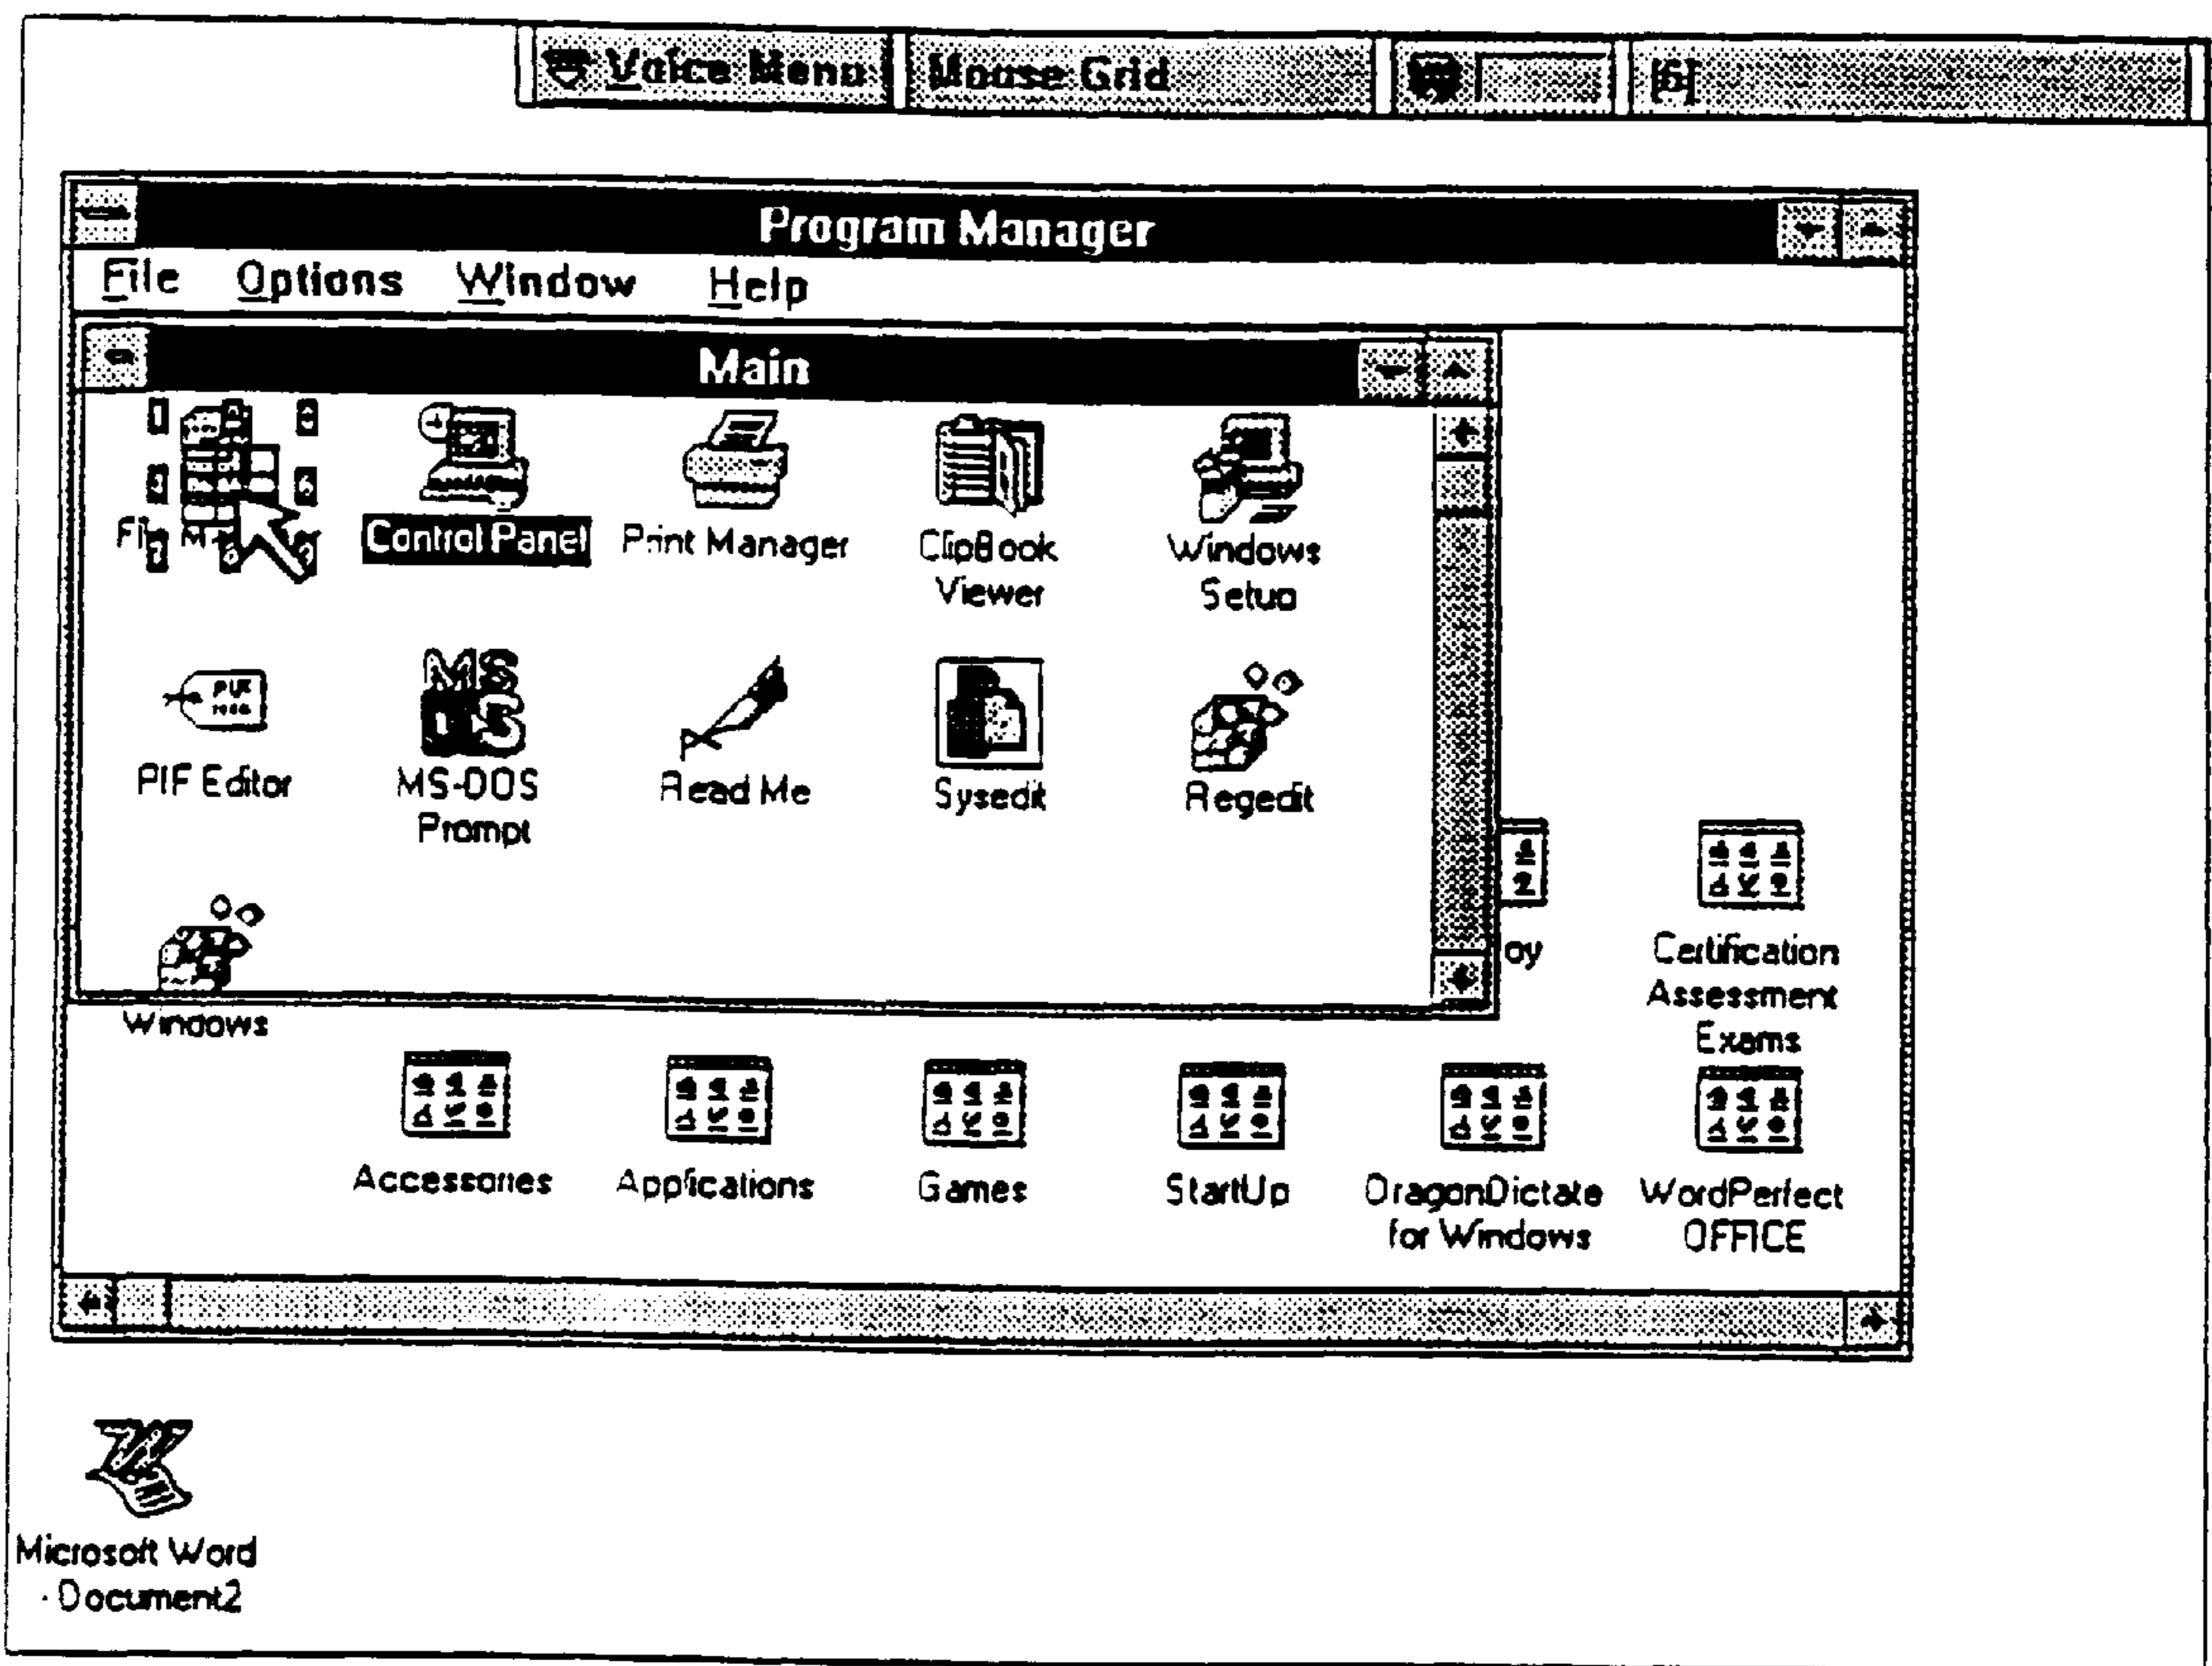 Voice Menu Mouse Grid [6]
Program Manager
File Options Window Help
Main
Control Panel Print Manager ClipBook
Viewer Windows
Setup
PIF Editor MS-DOS
Prompt Read Me Sysedit Regedit
Windows
ay
Certification
Assessment
Exams
Accessories Applications Games StartUp DragonDictate
for Windows WordPerfect
OFFICE
Microsoft Word
- Document2